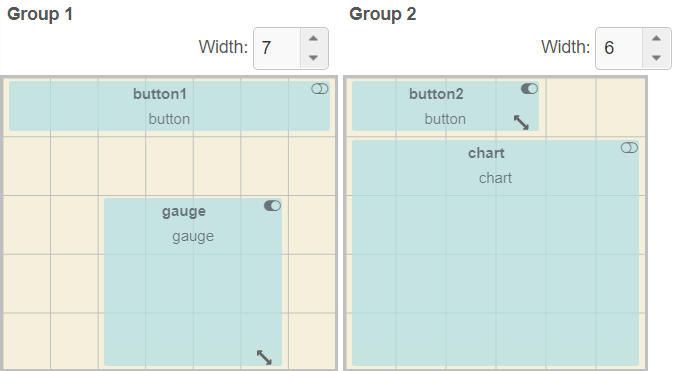 Group 1
Width: 7
button1
button
gauge
gauge
Group 2
Width: 6
button2
button
chart
chart